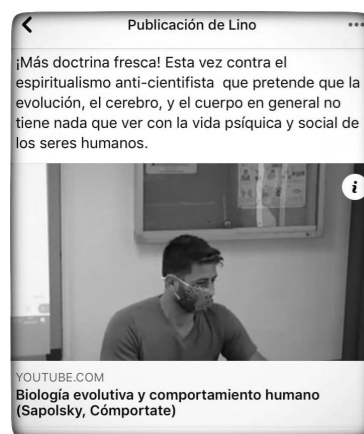 Publicación de Lino
¡Más doctrina fresca! Esta vez contra el
espiritualismo anti-cientifista que pretende que la
evolución, el cerebro, y el cuerpo en general no
tiene nada que ver con la vida psíquica y social de
los seres humanos.
i
YOUTUBE.COM
Biología evolutiva y comportamiento humano
(Sapolsky, Cómportate)